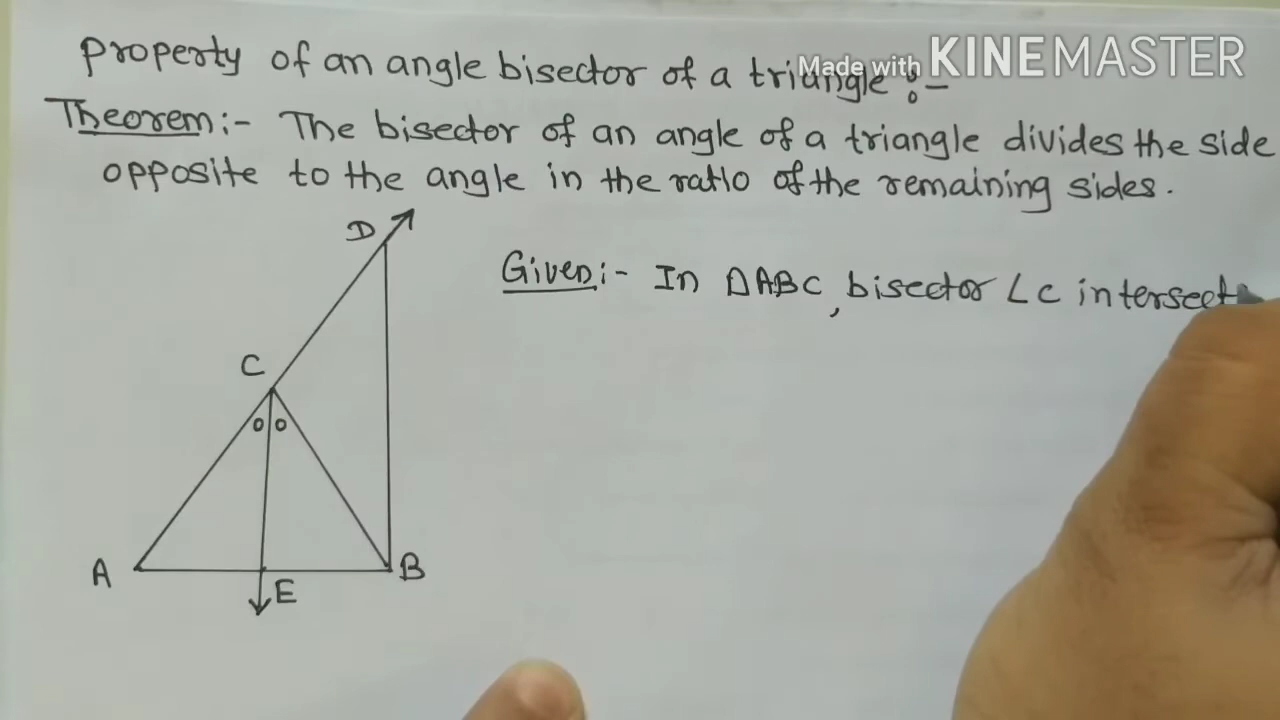 Property of an angle bisector of a triangle :-
Made with KINEMASTER
Theorem:- The bisector of an angle of a triangle divides the side
opposite to the angle in the ratio of the remaining sides.
D
Given:- In ΔABC, bisector ∠C intersect
C
o o
A
B
E